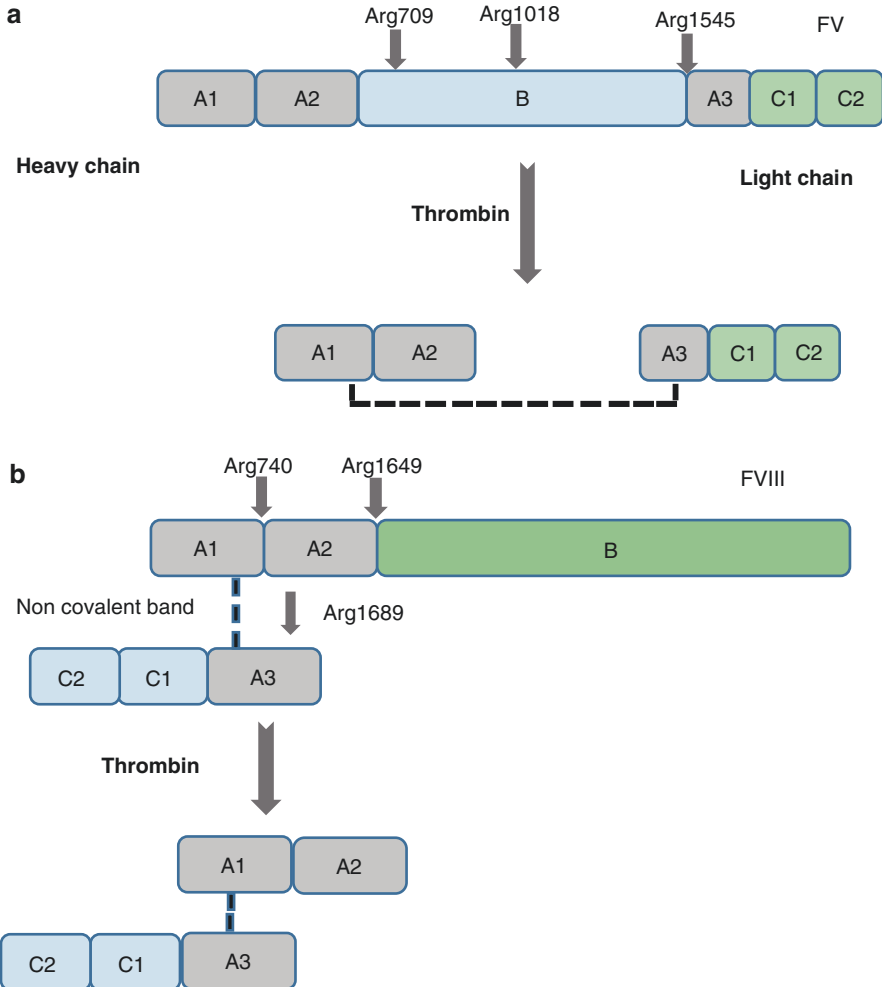 a
Arg709 Arg1018 Arg1545 FV
A1 A2 B A3 C1 C2
Heavy chain
Light chain
Thrombin
A1 A2 A3 C1 C2
b
Arg740 Arg1649 FVIII
A1 A2 B
Non covalent band
Arg1689
C2 C1 A3
Thrombin
A1 A2
C2 C1 A3